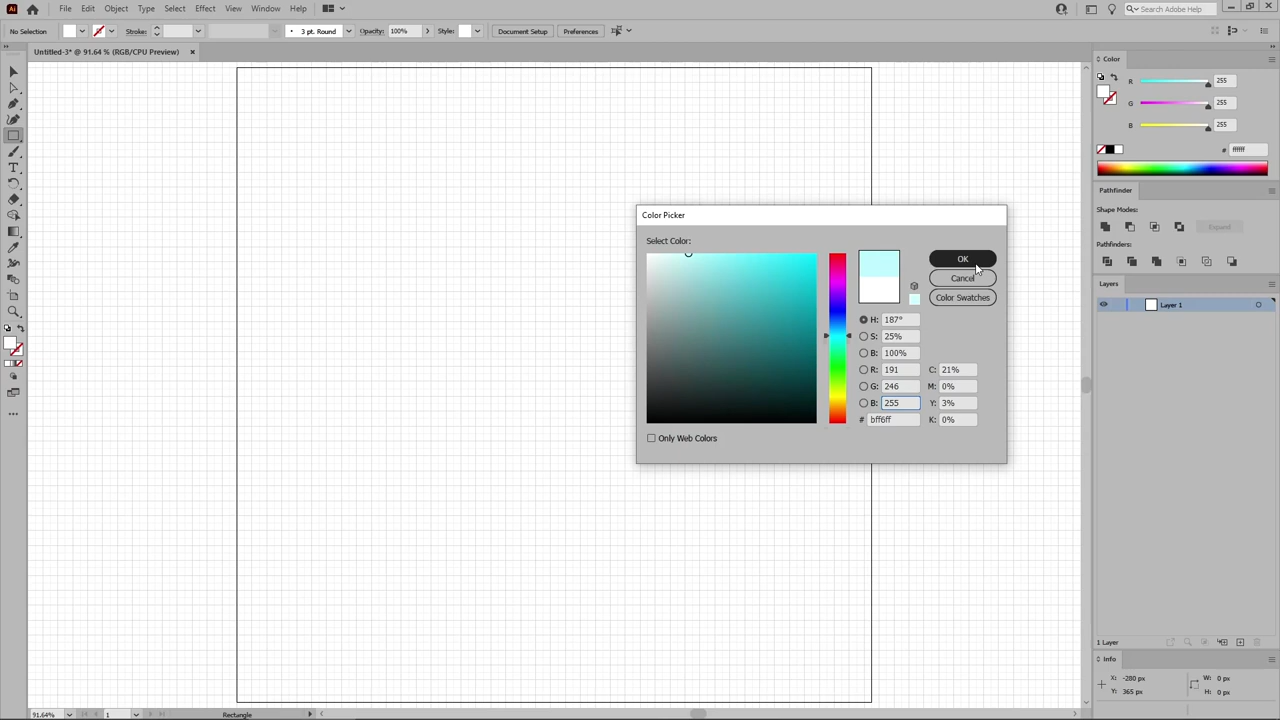 Ai File Edit Object Type Select Effect View Window Help Search Adobe Help
No Selection Stroke: 3 pt. Round Opacity: 100% Style: Document Setup Preferences
Untitled-3* @ 91.64 % (RGB/CPU Preview)
Color
R 255
G 255
B 255
# ffffff
Pathfinder
Shape Modes:
Expand
Pathfinders:
Layers
Layer 1
Color Picker
Select Color:
OK
Cancel
Color Swatches
H: 187°
S: 25%
B: 100%
R: 191 C: 21%
G: 246 M: 0%
B: 255 Y: 3%
# bff6ff K: 0%
Only Web Colors
1 Layer
Info
X: -280 px W: 0 px
Y: 365 px H: 0 px
91.64% 1 Rectangle